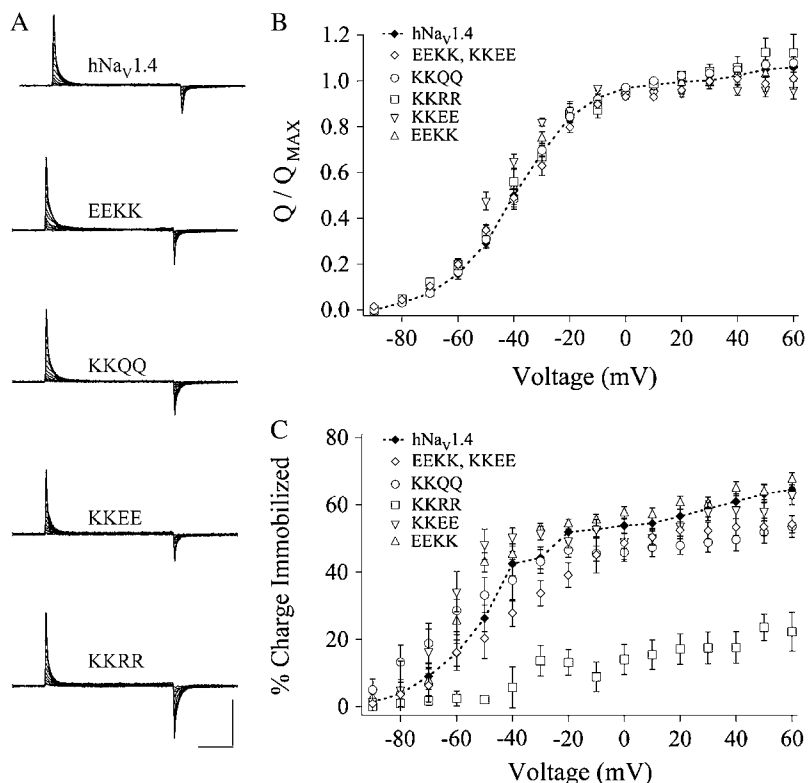 A
hNaV1.4
EEKK
KKQQ
KKEE
KKRR
B
1.2
1.0
0.8
0.6
0.4
0.2
0.0
Q / QMAX
hNaV1.4
EEKK, KKEE
KKQQ
KKRR
KKEE
EEKK
-80 -60 -40 -20 0 20 40 60
Voltage (mV)
C
80
60
40
20
0
% Charge Immobilized
hNaV1.4
EEKK, KKEE
KKQQ
KKRR
KKEE
EEKK
-80 -60 -40 -20 0 20 40 60
Voltage (mV)